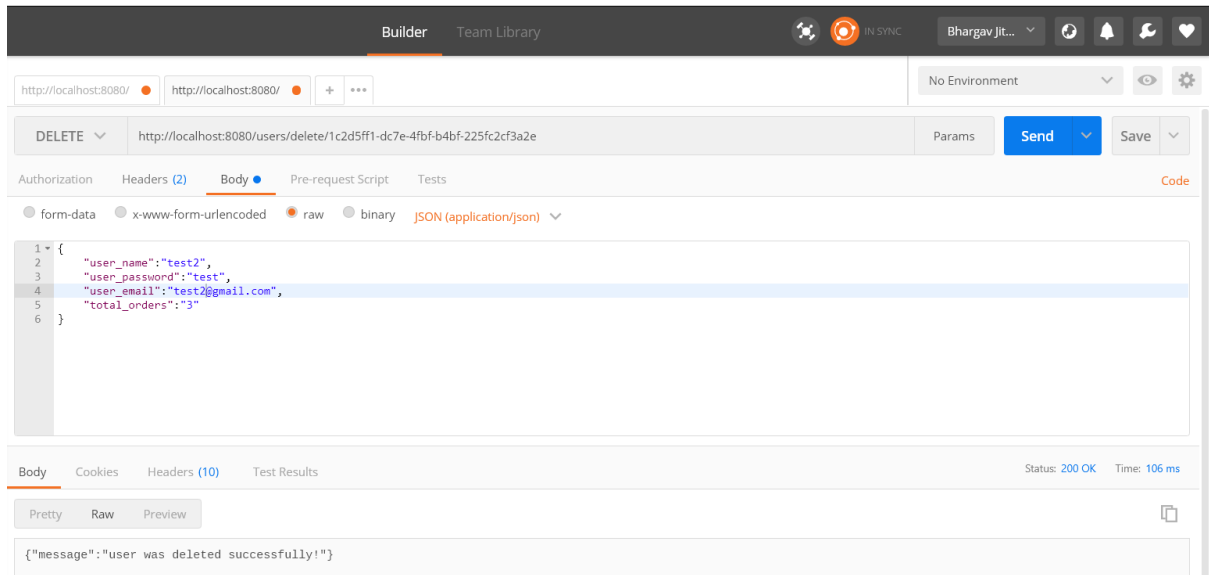 Builder Team Library IN SYNC Bhargav Jit...
http://localhost:8080/ http://localhost:8080/ + ••• No Environment
DELETE http://localhost:8080/users/delete/1c2d5ff1-dc7e-4fbf-b4bf-225fc2cf3a2e Params Send Save
Authorization Headers (2) Body Pre-request Script Tests Code
form-data x-www-form-urlencoded raw binary JSON (application/json)
1 {
2 "user_name":"test2",
3 "user_password":"test",
4 "user_email":"test2@gmail.com",
5 "total_orders":"3"
6 }
Body Cookies Headers (10) Test Results Status: 200 OK Time: 106 ms
Pretty Raw Preview
{"message":"user was deleted successfully!"}